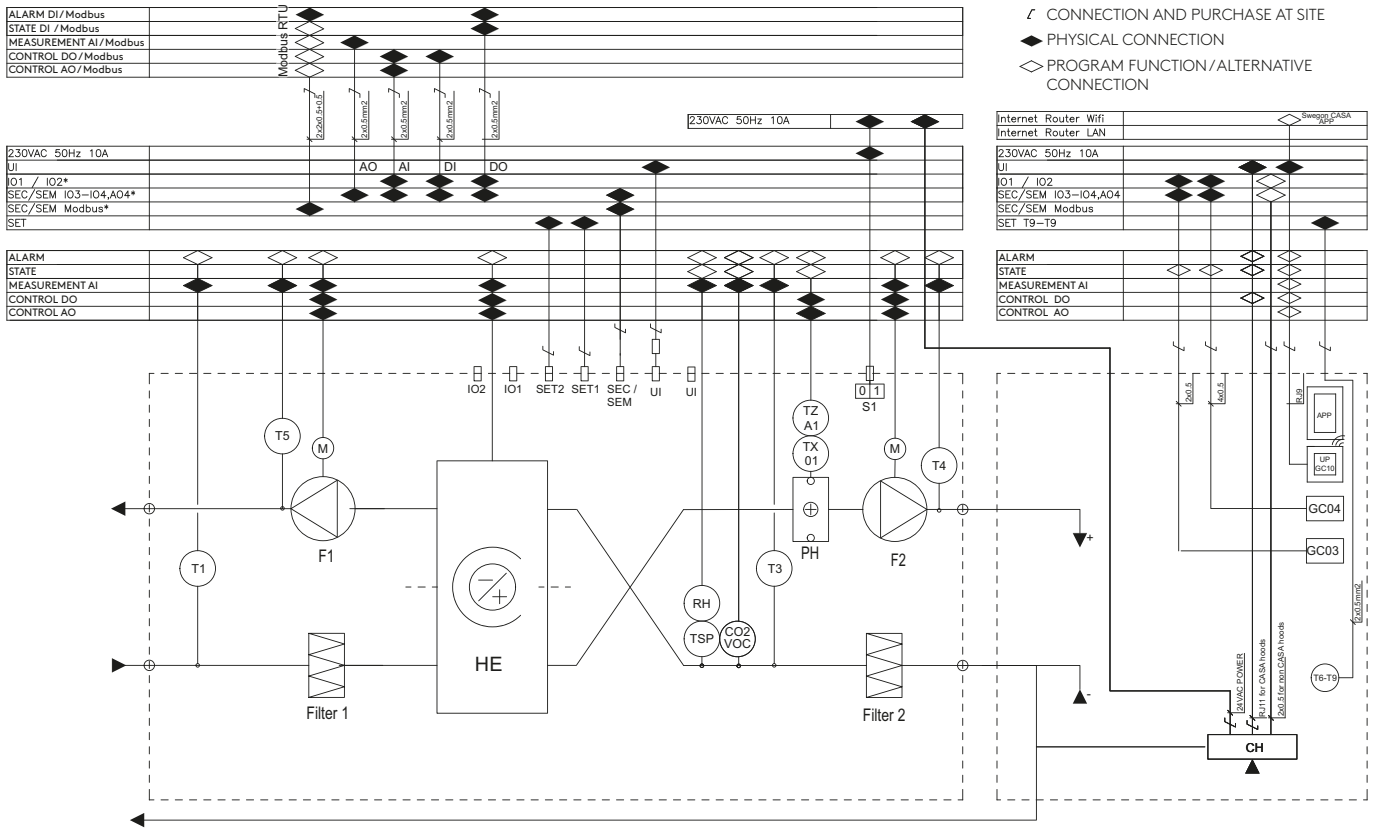 ALARM DI/Modbus
STATE DI /Modbus
MEASUREMENT AI/Modbus
CONTROL DO/Modbus
CONTROL AO/Modbus
Modbus RTU
2x2x0.5+0.5
2x0.5mm2
2x0.5mm2
2x0.5mm2
2x0.5mm2
CONNECTION AND PURCHASE AT SITE
PHYSICAL CONNECTION
PROGRAM FUNCTION/ALTERNATIVE
CONNECTION
230VAC 50Hz 10A
230VAC 50Hz 10A
UI
IO1 / IO2*
SEC/SEM IO3-IO4,AO4*
SEC/SEM Modbus*
SET
AO AI DI DO
Internet Router Wifi
Internet Router LAN
Swegon CASA
APP
230VAC 50Hz 10A
UI
IO1 / IO2
SEC/SEM IO3-IO4,AO4
SEC/SEM Modbus
SET T9-T9
ALARM
STATE
MEASUREMENT AI
CONTROL DO
CONTROL AO
ALARM
STATE
MEASUREMENT AI
CONTROL DO
CONTROL AO
IO2 IO1 SET2 SET1 SEC / SEM UI UI
0 1
S1
2x0.5
4x0.5
RJ9
APP
UP
GC10
GC04
GC03
2x0.5mm2
T6-T9
T5
M
F1
T1
Filter 1
HE
RH
TSP
CO2
VOC
T3
TZ
A1
TX
01
PH
M
F2
T4
Filter 2
+
-
24VAC POWER
RJ11 for CASA hoods
2x0.5 for non CASA hoods
CH